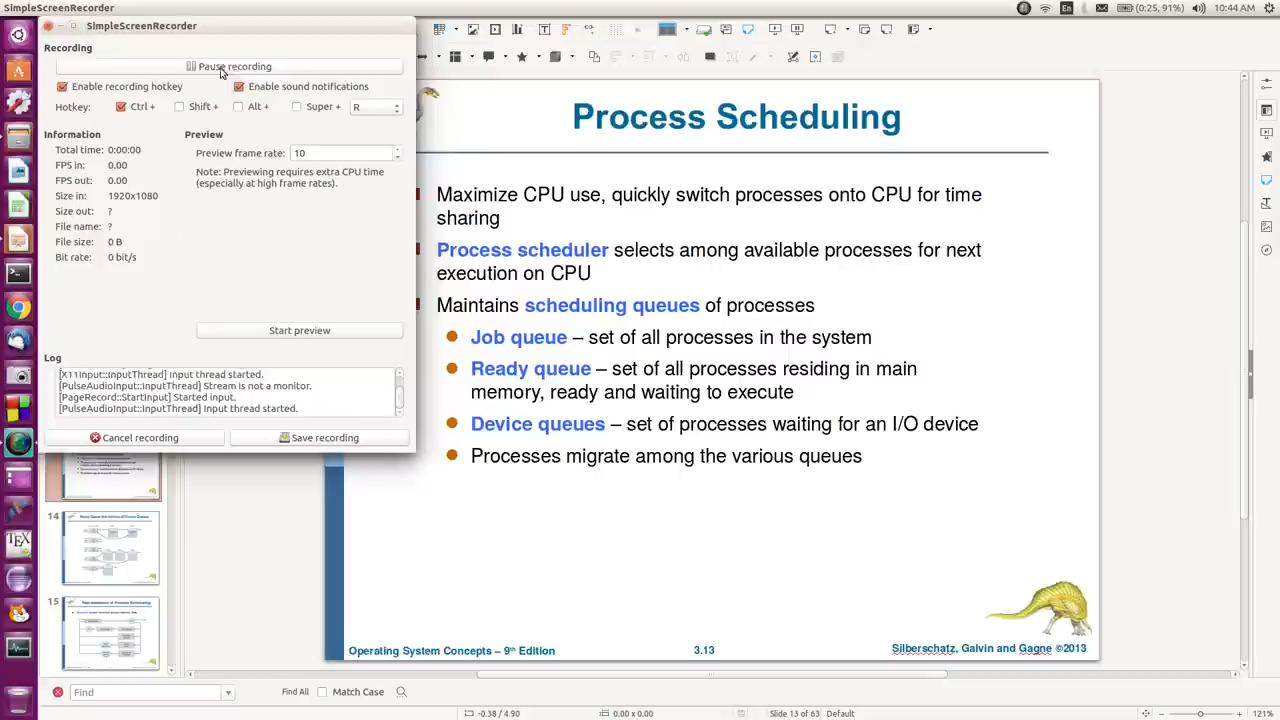 SimpleScreenRecorder
En
(0:25, 91%)
10:44 AM
SimpleScreenRecorder
Recording
Pause recording
Enable recording hotkey
Enable sound notifications
Hotkey:
Ctrl +
Shift +
Alt +
Super +
R
Information
Total time: 0:00:00
FPS in: 0.00
FPS out: 0.00
Size in: 1920x1080
Size out: ?
File name: ?
File size: 0 B
Bit rate: 0 bit/s
Preview
Preview frame rate: 10
Note: Previewing requires extra CPU time
(especially at high frame rates).
Start preview
Log
[X11Input::InputThread] Input thread started.
[PulseAudioInput::InputThread] Stream is not a monitor.
[PageRecord::StartInput] Started input.
[PulseAudioInput::InputThread] Input thread started.
Cancel recording
Save recording
Process Scheduling
Maximize CPU use, quickly switch processes onto CPU for time
sharing
Process scheduler selects among available processes for next
execution on CPU
Maintains scheduling queues of processes
Job queue – set of all processes in the system
Ready queue – set of all processes residing in main
memory, ready and waiting to execute
Device queues – set of processes waiting for an I/O device
Processes migrate among the various queues
Operating System Concepts – 9th Edition
3.13
Silberschatz, Galvin and Gagne ©2013
14
15
Find
Find All
Match Case
-0.38 / 4.90
0.00 x 0.00
Slide 13 of 63
Default
121%